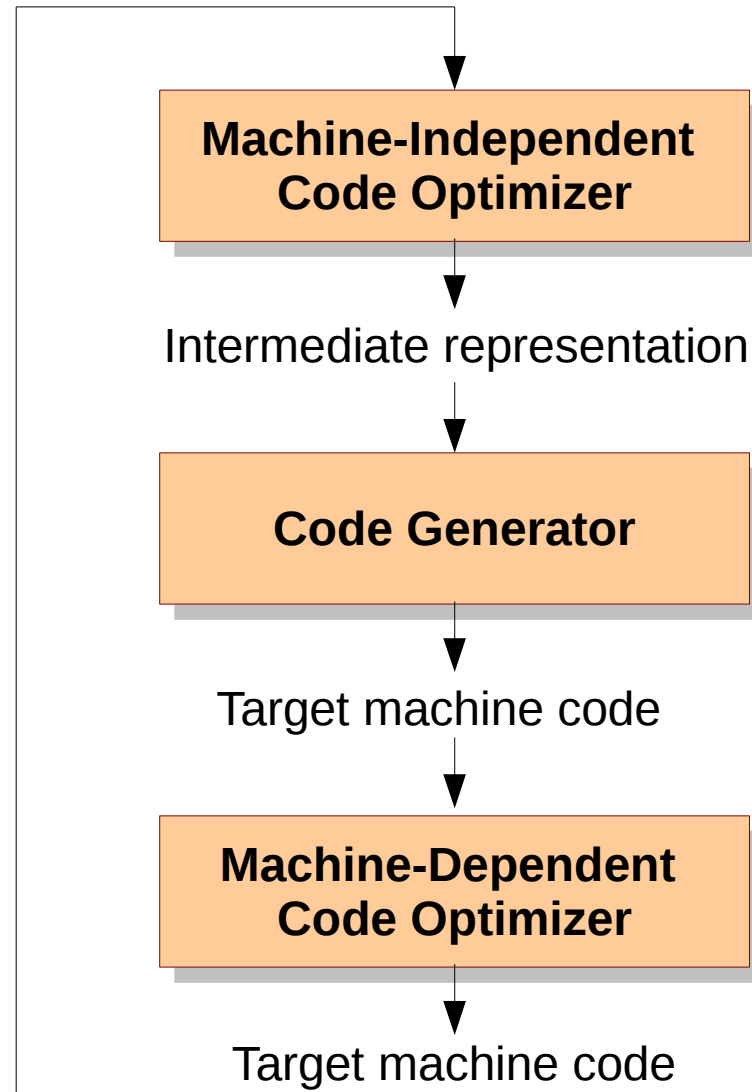 Machine-Independent
Code Optimizer
Intermediate representation
Code Generator
Target machine code
Machine-Dependent
Code Optimizer
Target machine code